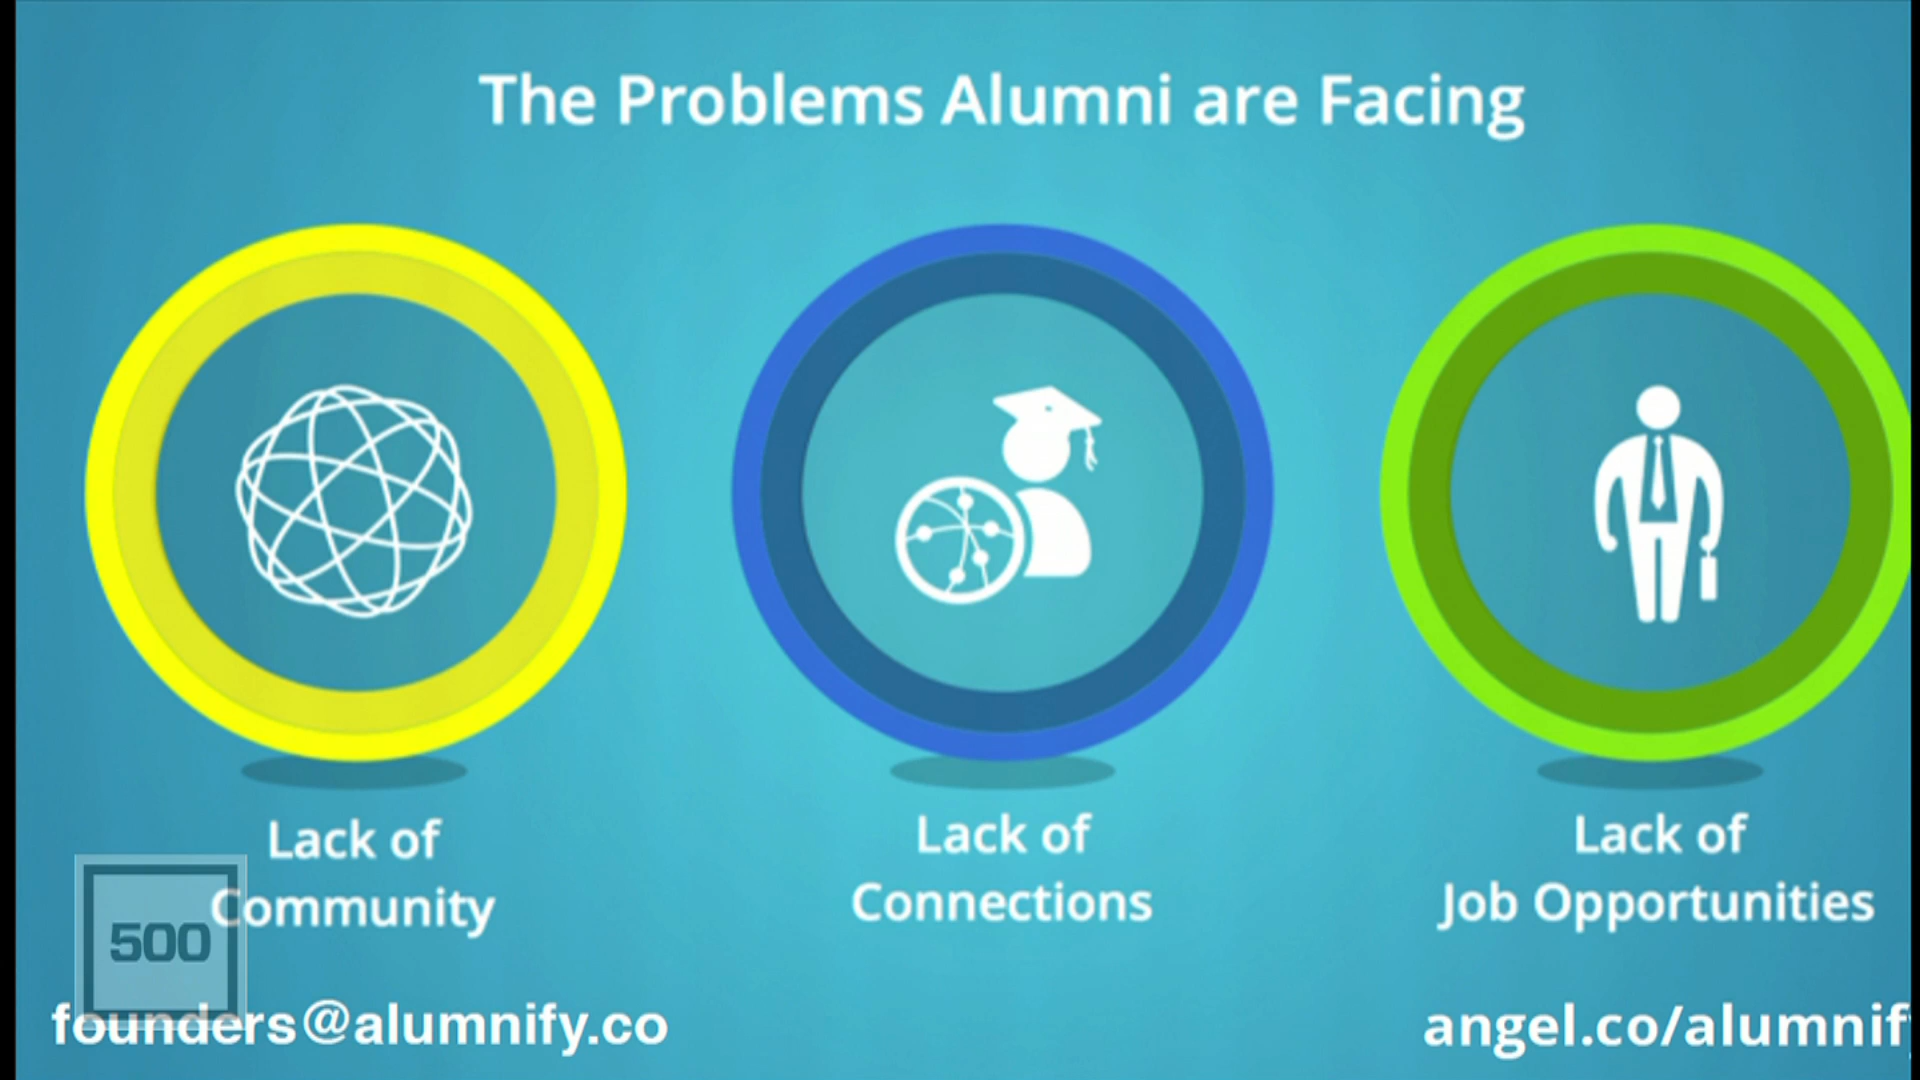 The Problems Alumni are Facing
Lack of
Community
Lack of
Connections
Lack of
Job Opportunities
500
founders@alumnify.co
angel.co/alumnif